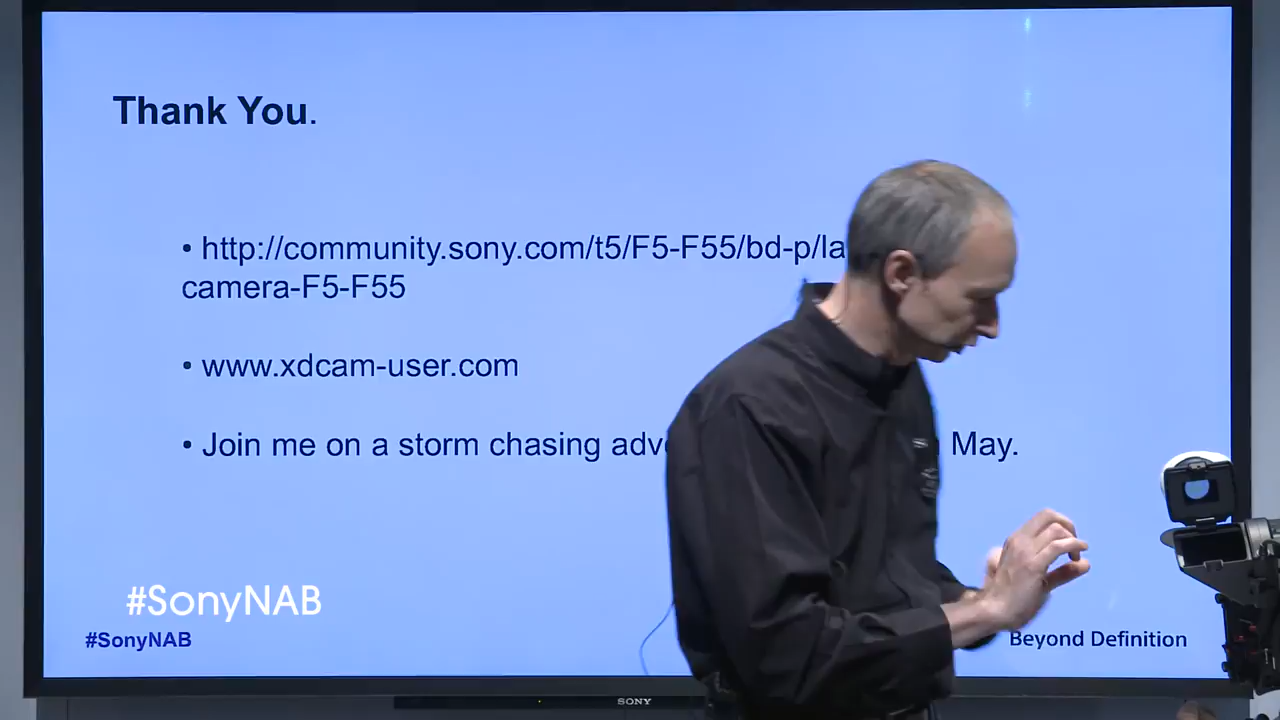 Thank You.
• http://community.sony.com/t5/F5-F55/bd-p/la
camera-F5-F55
• www.xdcam-user.com
• Join me on a storm chasing May.
#SonyNAB
#SonyNAB
Beyond Definition
SONY